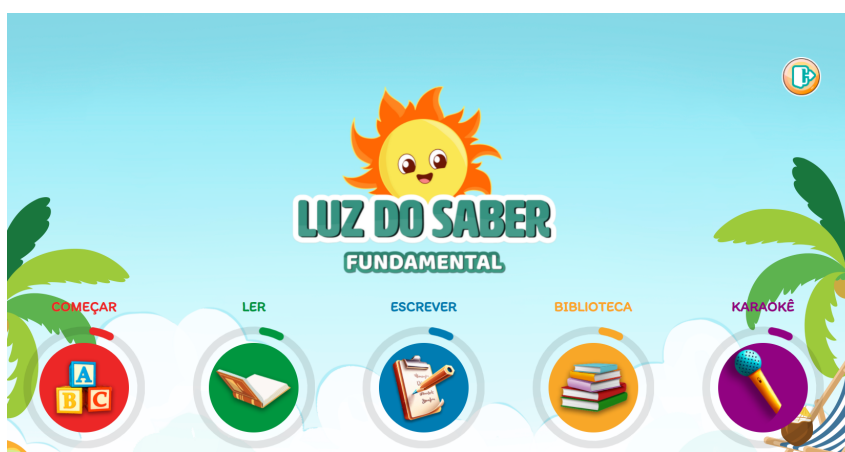 LUZ DO SABER
FUNDAMENTAL
COMEÇAR LER ESCREVER BIBLIOTECA KARAOKÊ
A
B C